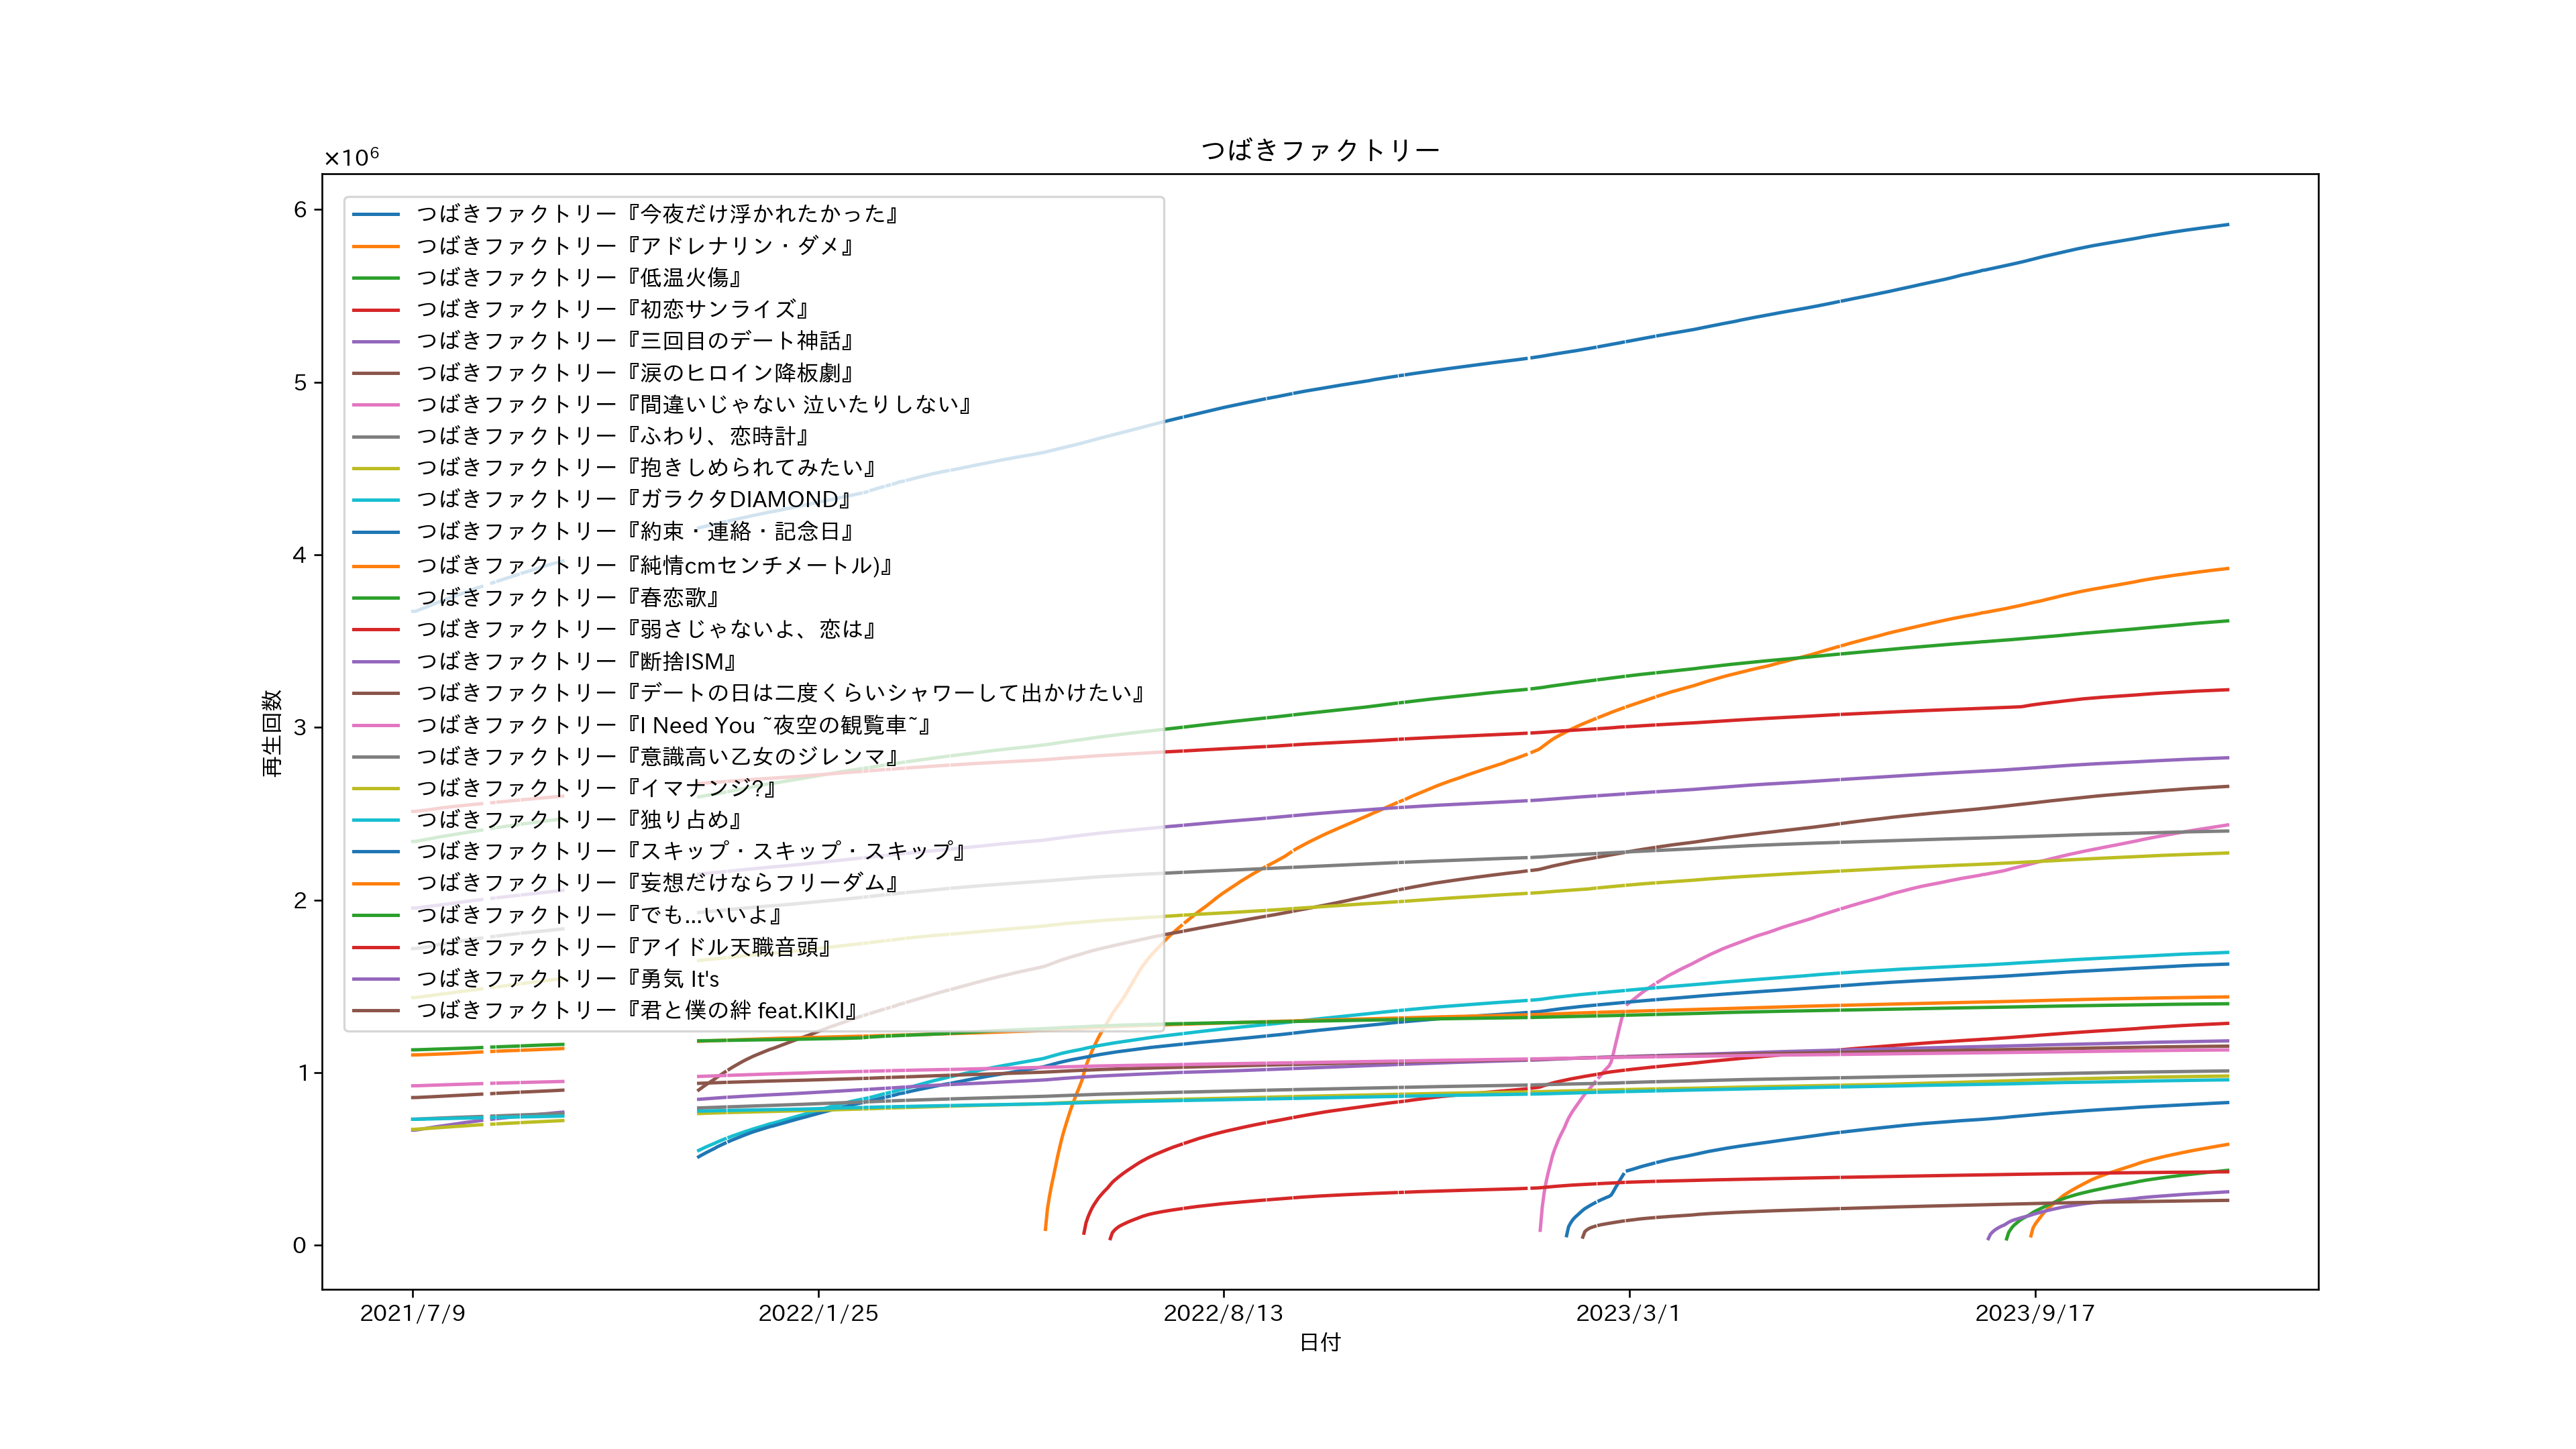 つばきファクトリー
×10⁶
つばきファクトリー『今夜だけ浮かれたかった』
つばきファクトリー『アドレナリン・ダメ』
つばきファクトリー『低温火傷』
つばきファクトリー『初恋サンライズ』
つばきファクトリー『三回目のデート神話』
つばきファクトリー『涙のヒロイン降板劇』
つばきファクトリー『間違いじゃない 泣いたりしない』
つばきファクトリー『ふわり、恋時計』
つばきファクトリー『抱きしめられてみたい』
つばきファクトリー『ガラクタDIAMOND』
つばきファクトリー『約束・連絡・記念日』
つばきファクトリー『純情cmセンチメートル)』
つばきファクトリー『春恋歌』
つばきファクトリー『弱さじゃないよ、恋は』
つばきファクトリー『断捨ISM』
つばきファクトリー『デートの日は二度くらいシャワーして出かけたい』
つばきファクトリー『I Need You ~夜空の観覧車~』
つばきファクトリー『意識高い乙女のジレンマ』
つばきファクトリー『イマナンジ?』
つばきファクトリー『独り占め』
つばきファクトリー『スキップ・スキップ・スキップ』
つばきファクトリー『妄想だけならフリーダム』
つばきファクトリー『でも...いいよ』
つばきファクトリー『アイドル天職音頭』
つばきファクトリー『勇気 It's
つばきファクトリー『君と僕の絆 feat.KIKI』
6
5
4
3
2
1
0
再生回数
2021/7/9
2022/1/25
2022/8/13
2023/3/1
2023/9/17
日付